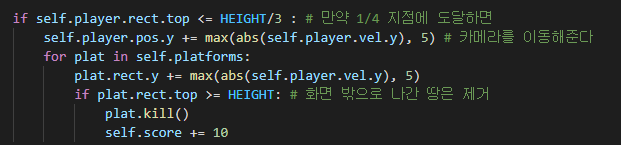 if self.player.rect.top <= HEIGHT/3 : # 만약 1/4 지점에 도달하면
    self.player.pos.y += max(abs(self.player.vel.y), 5) # 카메라를 이동해준다
    for plat in self.platforms:
        plat.rect.y += max(abs(self.player.vel.y), 5)
        if plat.rect.top >= HEIGHT: # 화면 밖으로 나간 땅은 제거
            plat.kill()
            self.score += 10